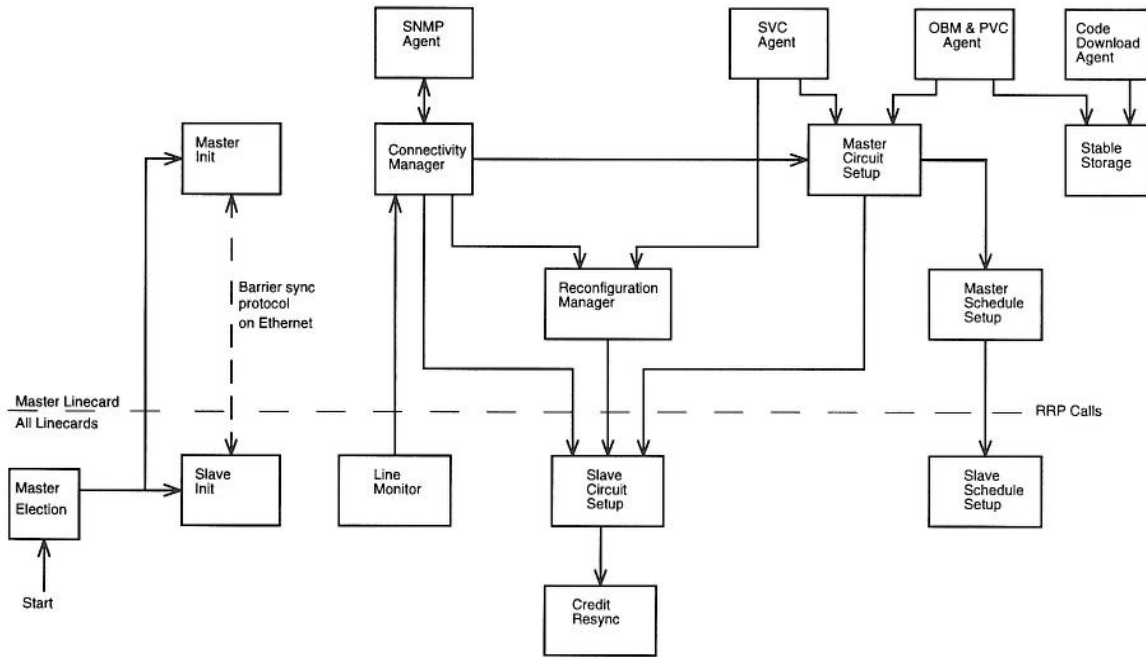 SNMP
Agent
SVC
Agent
OBM & PVC
Agent
Code
Download
Agent
Master
Init
Connectivity
Manager
Master
Circuit
Setup
Stable
Storage
Barrier sync
protocol
on Ethernet
Reconfiguration
Manager
Master
Schedule
Setup
Master Linecard
All Linecards
RRP Calls
Master
Election
Slave
Init
Line
Monitor
Slave
Circuit
Setup
Slave
Schedule
Setup
Start
Credit
Resync